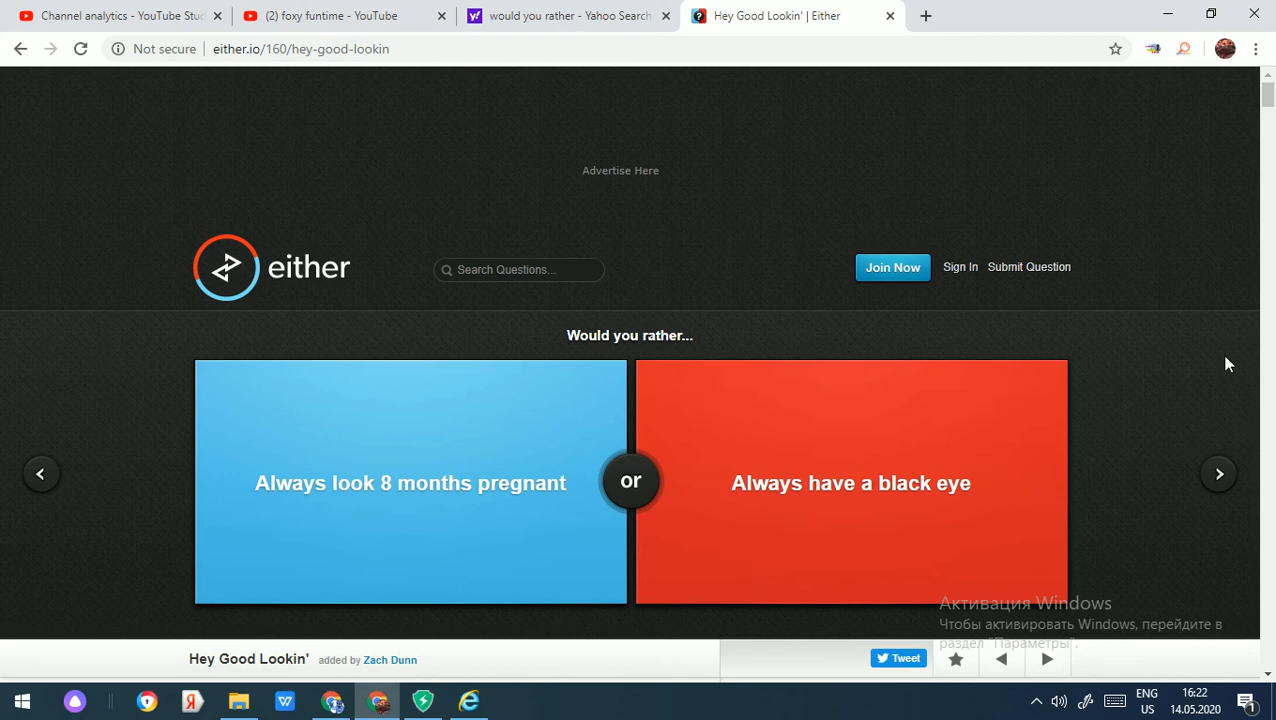 Channel analytics - YouTube Stud
(2) foxy funtime - YouTube
would you rather - Yahoo Search
Hey Good Lookin' | Either
Not secure
either.io/160/hey-good-lookin
Advertise Here
either
Search Questions...
Join Now
Sign In
Submit Question
Would you rather...
Always look 8 months pregnant
or
Always have a black eye
Активация Windows
Чтобы активировать Windows, перейдите в
раздел "Параметры".
Hey Good Lookin' added by Zach Dunn
Tweet
ENG
US
16:22
14.05.2020
1